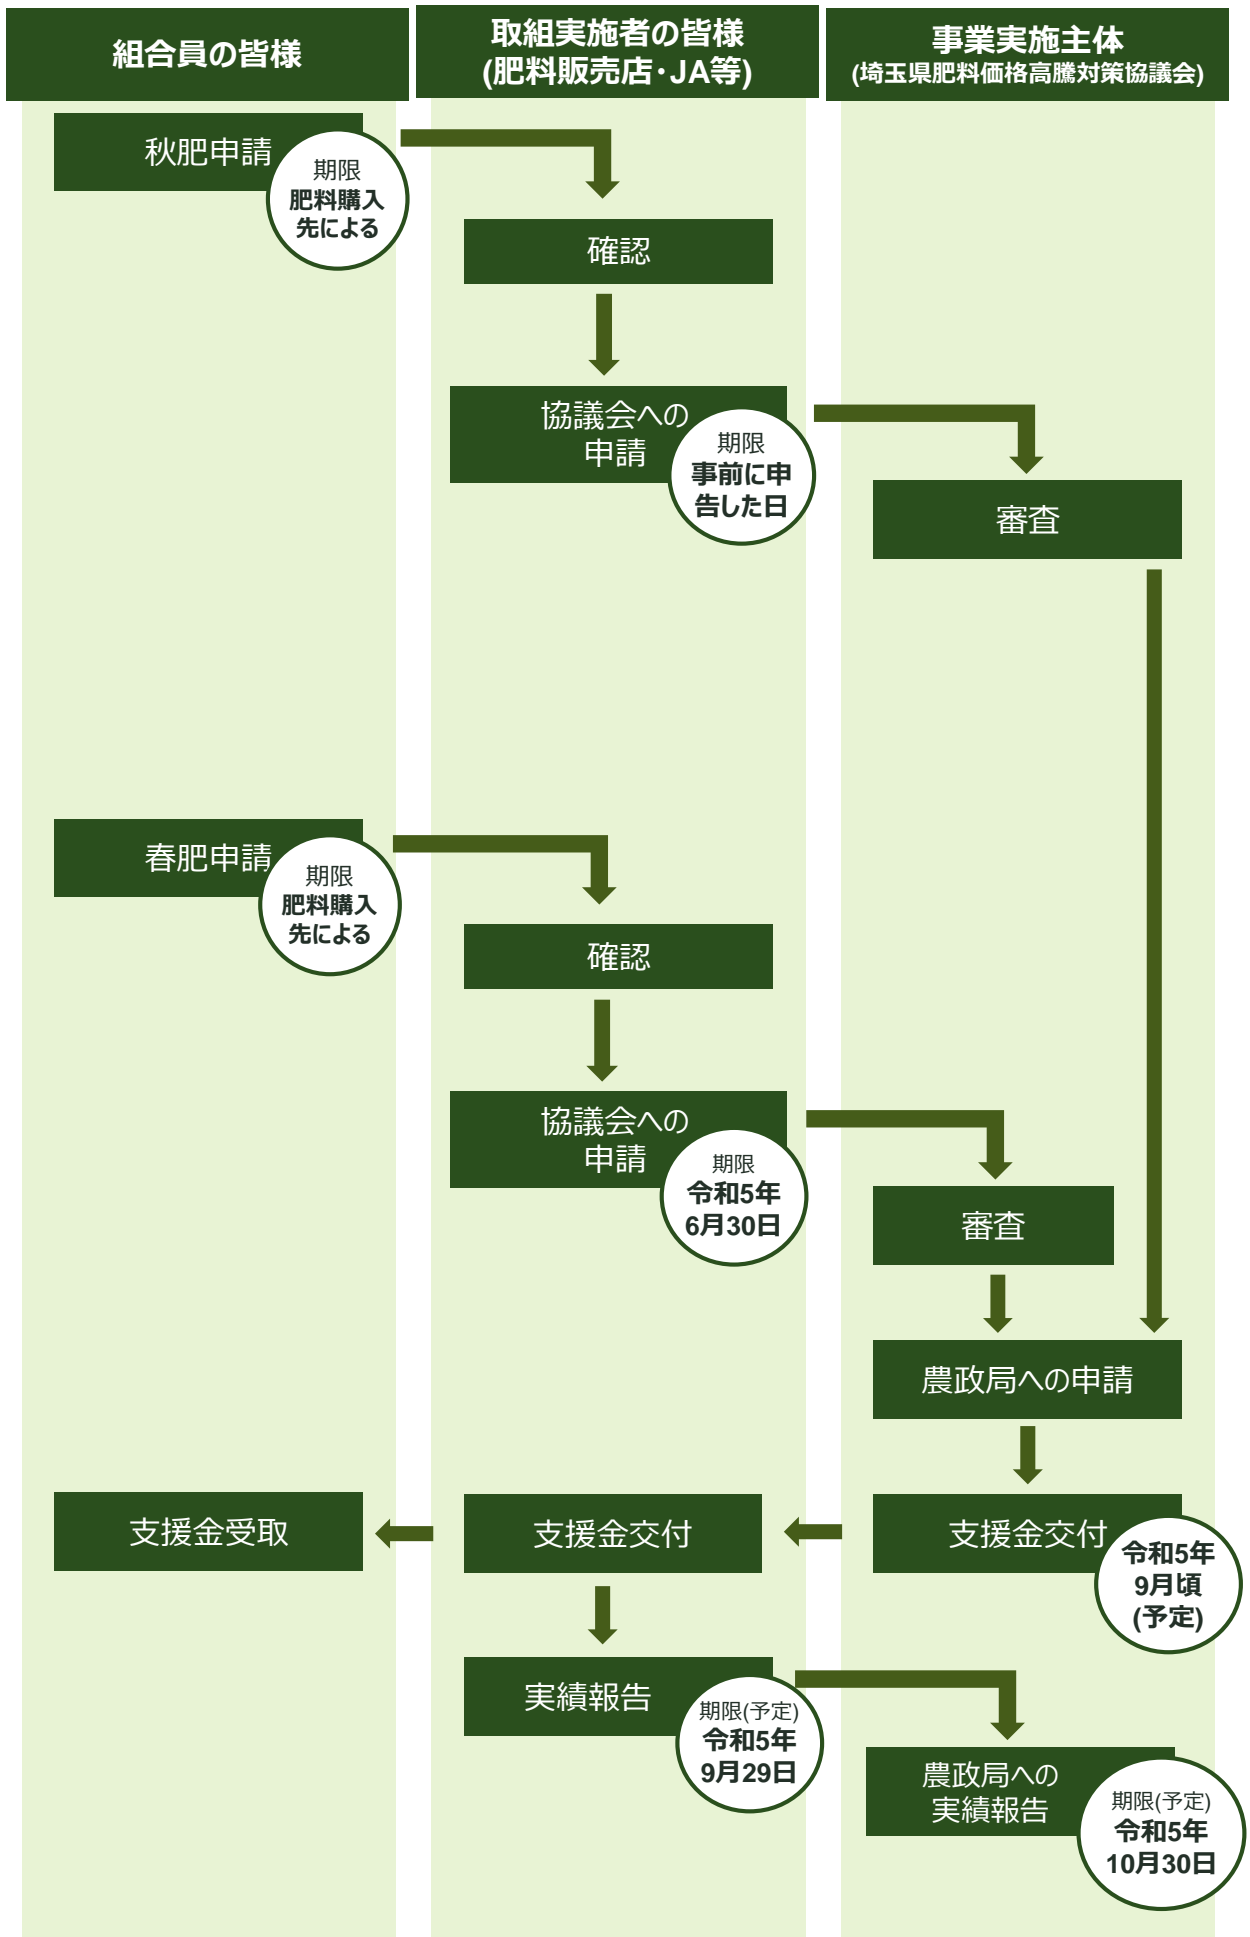 組合員の皆様
取組実施者の皆様
(肥料販売店・JA等)
事業実施主体
(埼玉県肥料価格高騰対策協議会)
秋肥申請
期限
肥料購入
先による
確認
協議会への
申請
期限
事前に申
告した日
審査
春肥申請
期限
肥料購入
先による
確認
協議会への
申請
期限
令和5年
6月30日
審査
農政局への申請
支援金受取
支援金交付
支援金交付
令和5年
9月頃
(予定)
実績報告
期限(予定)
令和5年
9月29日
農政局への
実績報告
期限(予定)
令和5年
10月30日